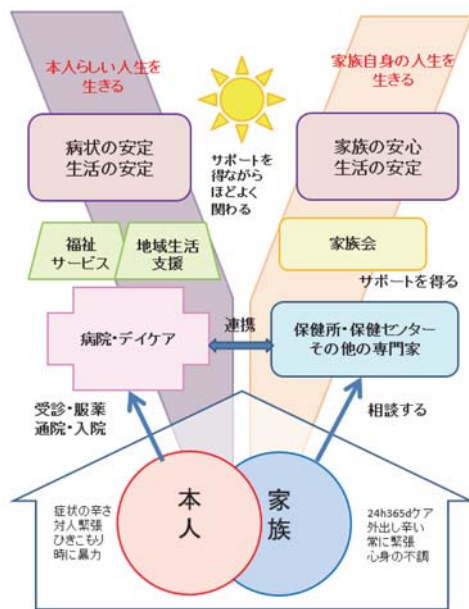 本人らしい人生を
生きる
家族自身の人生を
生きる
病状の安定
生活の安定
サポートを
得ながら
ほどよく
関わる
家族の安心
生活の安定
福祉
サービス
地域生活
支援
家族会
サポートを得る
病院・デイケア
連携
保健所・保健センター
その他の専門家
受診・服薬
通院・入院
相談する
本人
家族
症状の辛さ
対人緊張
ひきこもり
時に暴力
24h365dケア
外出し辛い
常に緊張
心身の不調